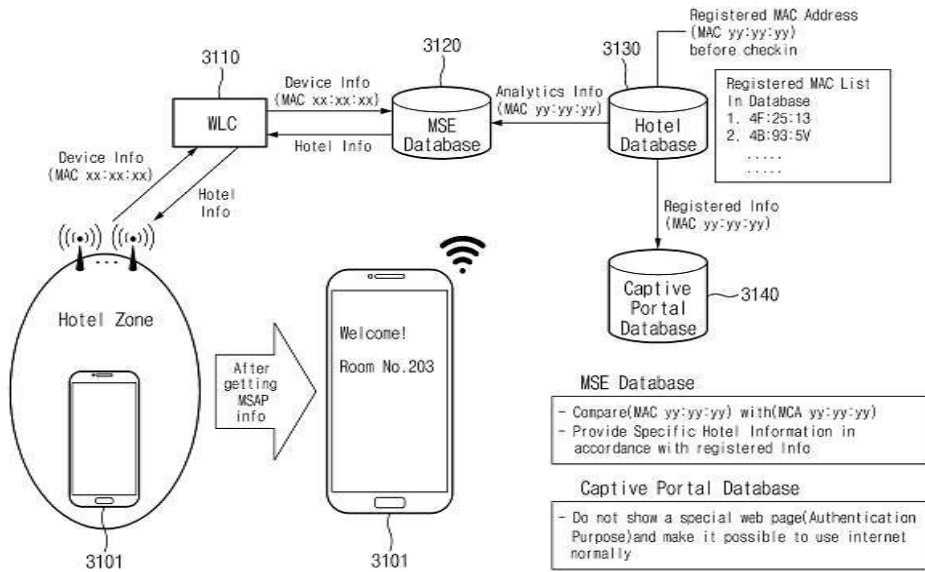 Registered MAC Address
(MAC yy:yy:yy)
before checkin
3110
3120
3130
Device Info
(MAC xx:xx:xx)
Analytics Info
(MAC yy:yy:yy)
Registered MAC List
In Database
1. 4F:25:13
2. 4B:93:5V
.....
.....
WLC
MSE
Database
Hotel
Database
Hotel Info
Device Info
(MAC xx:xx:xx)
Hotel
Info
Registered Info
(MAC yy:yy:yy)
...
Captive
Portal
Database
3140
Hotel Zone
Welcome!
Room No.203
After
getting
MSAP
info
MSE Database
- Compare(MAC yy:yy:yy) with(MCA yy:yy:yy)
- Provide Specific Hotel Information in
accordance with registered Info
Captive Portal Database
- Do not show a special web page(Authentication
Purpose)and make it possible to use internet
normally
3101
3101